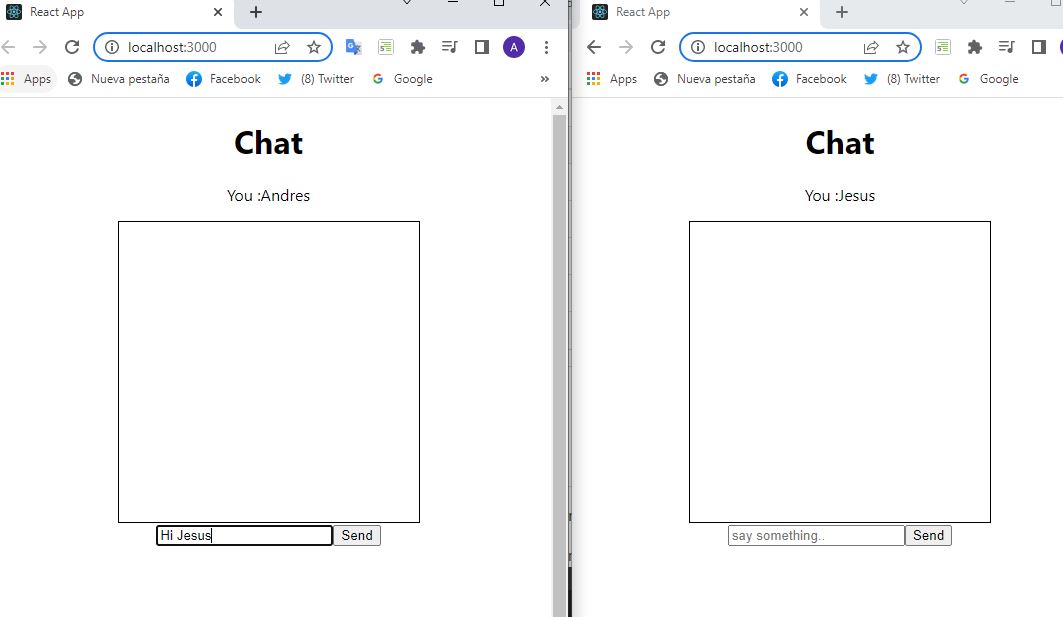 React App
localhost:3000
A
Apps Nueva pestaña Facebook (8) Twitter Google »
Chat
You :Andres
Hi Jesus
Send
React App
localhost:3000
Apps Nueva pestaña Facebook (8) Twitter Google
Chat
You :Jesus
say something..
Send